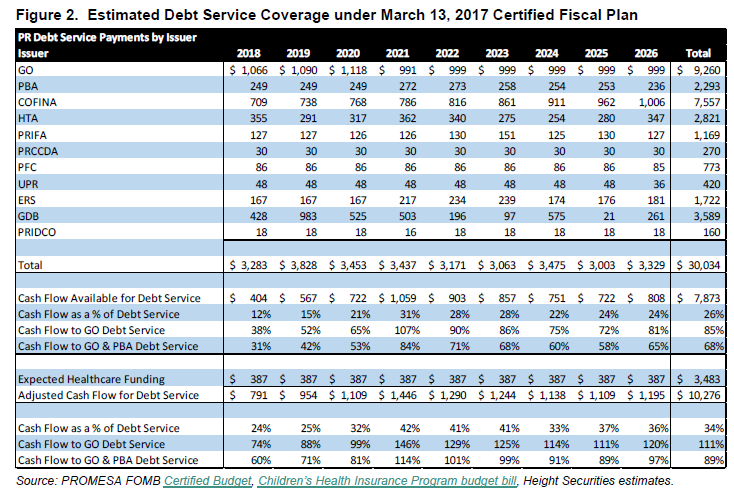 Figure 2. Estimated Debt Service Coverage under March 13, 2017 Certified Fiscal Plan
PR Debt Service Payments by Issuer
Issuer 2018 2019 2020 2021 2022 2023 2024 2025 2026 Total
GO $ 1,066 $ 1,090 $ 1,118 $ 991 $ 999 $ 999 $ 999 $ 999 $ 999 $ 9,260
PBA 249 249 249 272 273 258 254 253 236 2,293
COFINA 709 738 768 786 816 861 911 962 1,006 7,557
HTA 355 291 317 362 340 275 254 280 347 2,821
PRIFA 127 127 126 126 130 151 125 130 127 1,169
PRCCDA 30 30 30 30 30 30 30 30 30 270
PFC 86 86 86 86 86 86 86 86 85 773
UPR 48 48 48 48 48 48 48 48 36 420
ERS 167 167 167 217 234 239 174 176 181 1,722
GDB 428 983 525 503 196 97 575 21 261 3,589
PRIDCO 18 18 18 16 18 18 18 18 18 160
Total $ 3,283 $ 3,828 $ 3,453 $ 3,437 $ 3,171 $ 3,063 $ 3,475 $ 3,003 $ 3,329 $ 30,034
Cash Flow Available for Debt Service $ 404 $ 567 $ 722 $ 1,059 $ 903 $ 857 $ 751 $ 722 $ 808 $ 7,873
Cash Flow as a % of Debt Service 12% 15% 21% 31% 28% 28% 22% 24% 24% 26%
Cash Flow to GO Debt Service 38% 52% 65% 107% 90% 86% 75% 72% 81% 85%
Cash Flow to GO & PBA Debt Service 31% 42% 53% 84% 71% 68% 60% 58% 65% 68%
Expected Healthcare Funding $ 387 $ 387 $ 387 $ 387 $ 387 $ 387 $ 387 $ 387 $ 387 $ 3,483
Adjusted Cash Flow for Debt Service $ 791 $ 954 $ 1,109 $ 1,446 $ 1,290 $ 1,244 $ 1,138 $ 1,109 $ 1,195 $ 10,276
Cash Flow as a % of Debt Service 24% 25% 32% 42% 41% 41% 33% 37% 36% 34%
Cash Flow to GO Debt Service 74% 88% 99% 146% 129% 125% 114% 111% 120% 111%
Cash Flow to GO & PBA Debt Service 60% 71% 81% 114% 101% 99% 91% 89% 97% 89%
Source: PROMESA FOMB Certified Budget, Children's Health Insurance Program budget bill, Height Securities estimates.